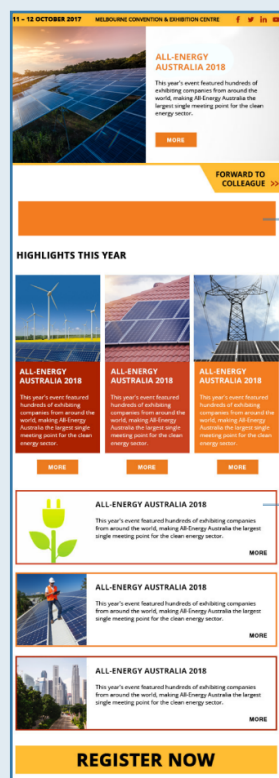 11 – 12 OCTOBER 2017 MELBOURNE CONVENTION & EXHIBITION CENTRE
ALL-ENERGY
AUSTRALIA 2018
This year's event featured
hundreds of exhibiting
companies from around the
world, making All-Energy
Australia the largest single
meeting point for the clean
energy sector.
MORE
FORWARD TO
COLLEAGUE >>
HIGHLIGHTS THIS YEAR
ALL-ENERGY
AUSTRALIA 2018
This year's event featured
hundreds of exhibiting
companies from around the
world, making All-Energy
Australia the largest single
meeting point for the clean
energy sector.
MORE
ALL-ENERGY
AUSTRALIA 2018
This year's event featured
hundreds of exhibiting
companies from around the
world, making All-Energy
Australia the largest single
meeting point for the clean
energy sector.
MORE
ALL-ENERGY
AUSTRALIA 2018
This year's event featured
hundreds of exhibiting
companies from around the
world, making All-Energy
Australia the largest single
meeting point for the clean
energy sector.
MORE
ALL-ENERGY AUSTRALIA 2018
This year's event featured hundreds of exhibiting companies
from around the world, making All-Energy Australia the largest
single meeting point for the clean energy sector.
MORE
ALL-ENERGY AUSTRALIA 2018
This year's event featured hundreds of exhibiting companies
from around the world, making All-Energy Australia the largest
single meeting point for the clean energy sector.
MORE
ALL-ENERGY AUSTRALIA 2018
This year's event featured hundreds of exhibiting companies
from around the world, making All-Energy Australia the largest
single meeting point for the clean energy sector.
MORE
REGISTER NOW